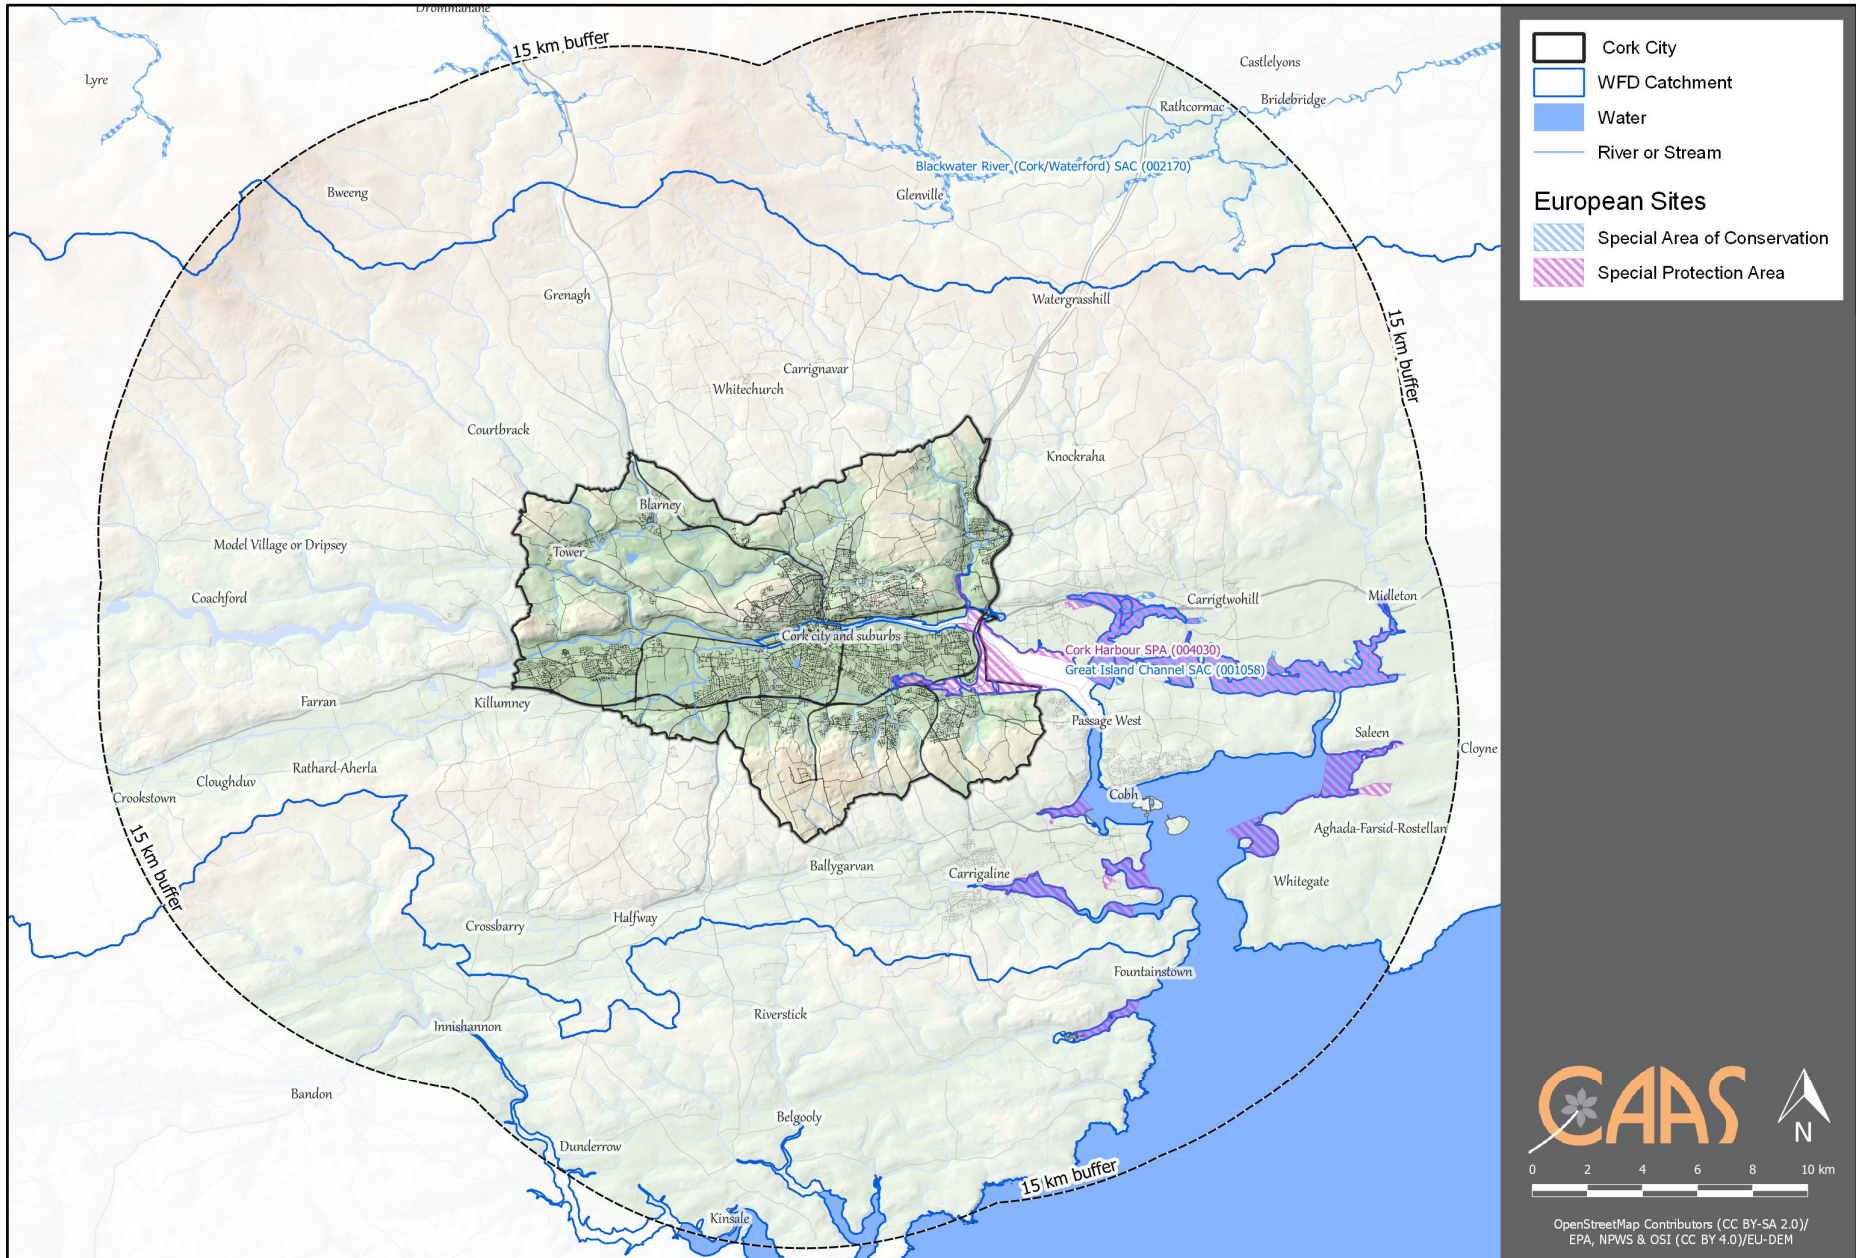 Drommanane
15 km buffer
Lyre
Castlelyons
Rathcormac
Bridebridge
Blackwater River (Cork/Waterford) SAC (002170)
Bweeng
Glenville
Grenagh
Watergrasshill
15 km buffer
Carrignavar
Whitechurch
Courtbrack
Knockraha
Blarney
Model Village or Dripsey
Tower
Coachford
Carrigtwohill
Midleton
Cork city and suburbs
Cork Harbour SPA (004030)
Great Island Channel SAC (001058)
Farran
Killumney
Passage West
Saleen
Cloyne
Rathard-Aherla
Cloughduv
Crookstown
Cobh
15 km buffer
Aghada-Farsid-Rostellan
Ballygarvan
Carrigaline
Whitegate
Halfway
Crossbarry
Fountainstown
Riverstick
Innishannon
Bandon
Belgooly
Dunderrow
15 km buffer
Kinsale
Cork City
WFD Catchment
Water
River or Stream
European Sites
Special Area of Conservation
Special Protection Area
CAAS
N
0 2 4 6 8 10 km
OpenStreetMap Contributors (CC BY-SA 2.0)/
EPA, NPWS & OSI (CC BY 4.0)/EU-DEM